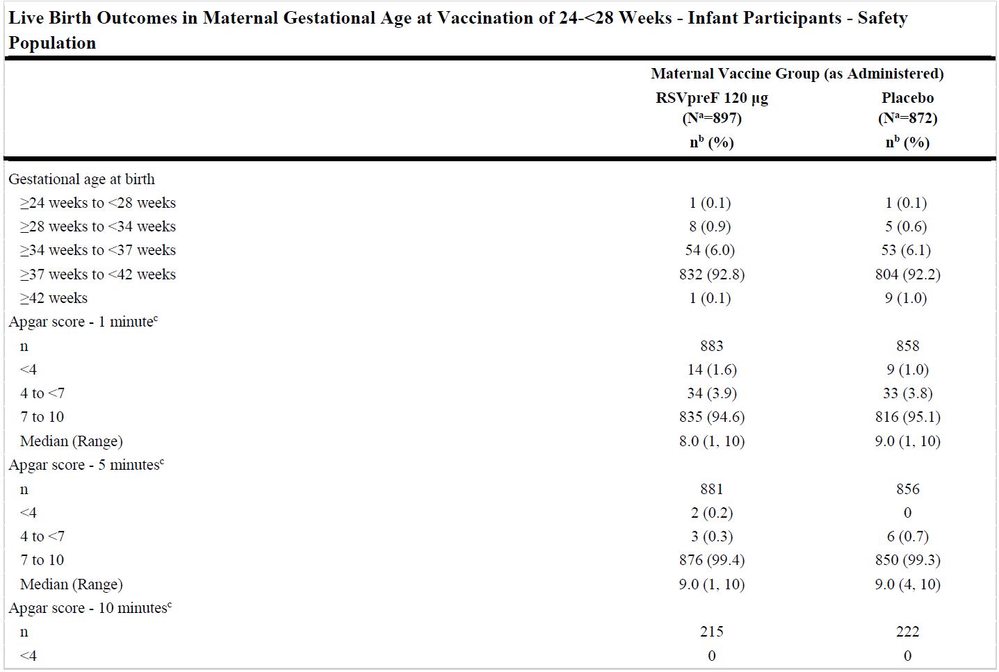 Live Birth Outcomes in Maternal Gestational Age at Vaccination of 24-<28 Weeks - Infant Participants - Safety
Population
Maternal Vaccine Group (as Administered)
RSVpreF 120 µg Placebo
(Nᵃ=897) (Nᵃ=872)
nᵇ (%) nᵇ (%)
Gestational age at birth
≥24 weeks to <28 weeks 1 (0.1) 1 (0.1)
≥28 weeks to <34 weeks 8 (0.9) 5 (0.6)
≥34 weeks to <37 weeks 54 (6.0) 53 (6.1)
≥37 weeks to <42 weeks 832 (92.8) 804 (92.2)
≥42 weeks 1 (0.1) 9 (1.0)
Apgar score - 1 minuteᶜ
n 883 858
<4 14 (1.6) 9 (1.0)
4 to <7 34 (3.9) 33 (3.8)
7 to 10 835 (94.6) 816 (95.1)
Median (Range) 8.0 (1, 10) 9.0 (1, 10)
Apgar score - 5 minutesᶜ
n 881 856
<4 2 (0.2) 0
4 to <7 3 (0.3) 6 (0.7)
7 to 10 876 (99.4) 850 (99.3)
Median (Range) 9.0 (1, 10) 9.0 (4, 10)
Apgar score - 10 minutesᶜ
n 215 222
<4 0 0